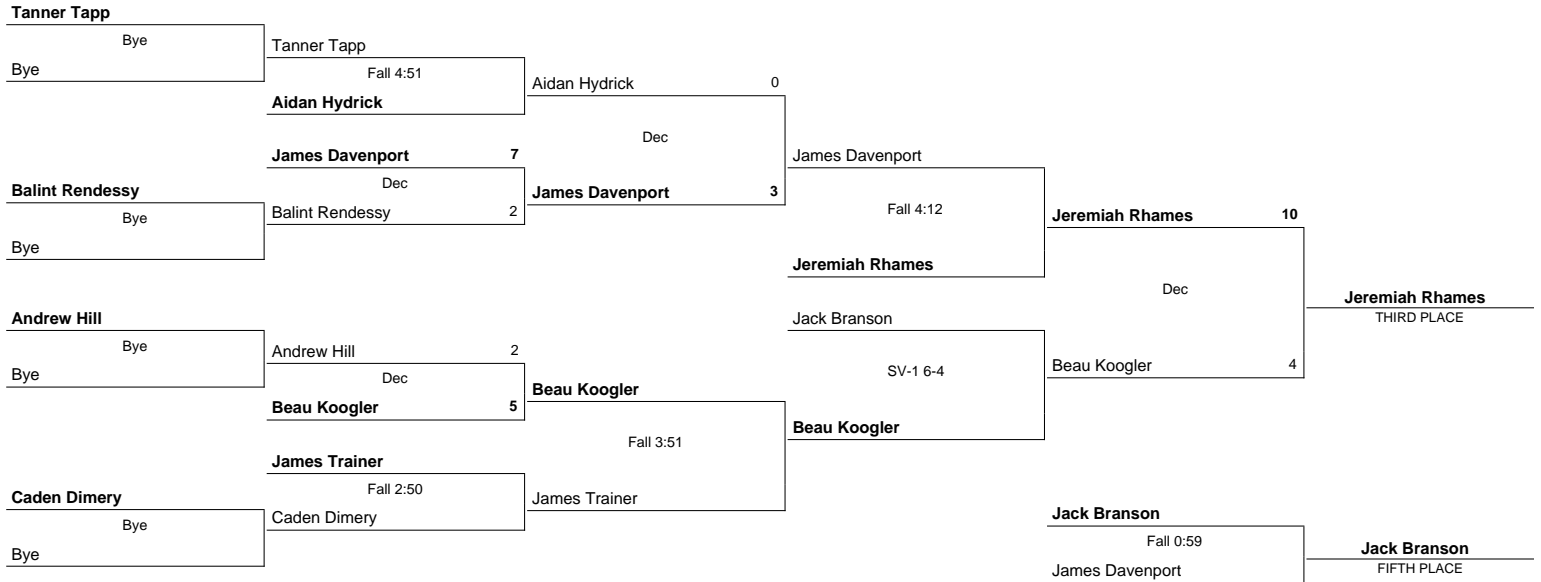 Tanner Tapp
Bye
Bye
Balint Rendessy
Bye
Bye
Andrew Hill
Bye
Bye
Caden Dimery
Bye
Bye
Tanner Tapp
Fall 4:51
Aidan Hydrick
James Davenport 7
Dec
Balint Rendessy 2
Andrew Hill 2
Dec
Beau Koogler 5
James Trainer
Fall 2:50
Caden Dimery
Aidan Hydrick 0
Dec
James Davenport 3
Beau Koogler
Fall 3:51
James Trainer
James Davenport
Fall 4:12
Jeremiah Rhames
Jack Branson
SV-1 6-4
Beau Koogler
Jeremiah Rhames 10
Dec
Beau Koogler 4
Jeremiah Rhames
THIRD PLACE
Jack Branson
Fall 0:59
James Davenport
Jack Branson
FIFTH PLACE